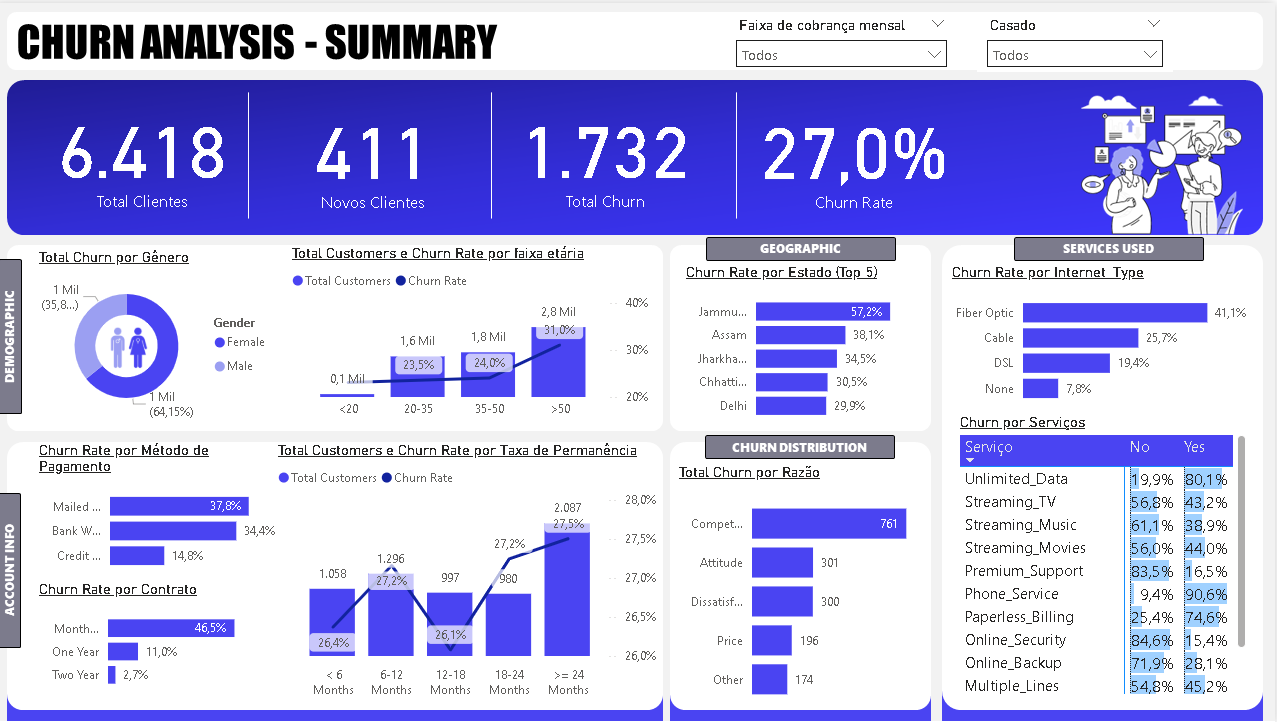 CHURN ANALYSIS - SUMMARY
Faixa de cobrança mensal
Todos
Casado
Todos
6.418
Total Clientes
411
Novos Clientes
1.732
Total Churn
27,0%
Churn Rate
DEMOGRAPHIC
Total Churn por Gênero
1 Mil
(35,8...)
1 Mil
(64,15%)
Gender
Female
Male
Total Customers e Churn Rate por faixa etária
Total Customers
Churn Rate
0,1 Mil
1,6 Mil
23,5%
1,8 Mil
24,0%
2,8 Mil
31,0%
40%
30%
20%
<20
20-35
35-50
>50
GEOGRAPHIC
Churn Rate por Estado (Top 5)
Jammu... 57,2%
Assam 38,1%
Jharkha... 34,5%
Chhatti... 30,5%
Delhi 29,9%
SERVICES USED
Churn Rate por Internet_Type
Fiber Optic 41,1%
Cable 25,7%
DSL 19,4%
None 7,8%
Churn por Serviços
Serviço No Yes
Unlimited_Data 19,9% 80,1%
Streaming_TV 56,8% 43,2%
Streaming_Music 61,1% 38,9%
Streaming_Movies 56,0% 44,0%
Premium_Support 83,5% 16,5%
Phone_Service 9,4% 90,6%
Paperless_Billing 25,4% 74,6%
Online_Security 84,6% 15,4%
Online_Backup 71,9% 28,1%
Multiple_Lines 54,8% 45,2%
ACCOUNT INFO
Churn Rate por Método de
Pagamento
Mailed ... 37,8%
Bank W... 34,4%
Credit ... 14,8%
Churn Rate por Contrato
Month... 46,5%
One Year 11,0%
Two Year 2,7%
Total Customers e Churn Rate por Taxa de Permanência
Total Customers
Churn Rate
1.058
26,4%
1.296
27,2%
997
26,1%
27,2%
980
2.087
27,5%
28,0%
27,5%
27,0%
26,5%
26,0%
< 6
Months
6-12
Months
12-18
Months
18-24
Months
>= 24
Months
CHURN DISTRIBUTION
Total Churn por Razão
Compet... 761
Attitude 301
Dissatisf... 300
Price 196
Other 174